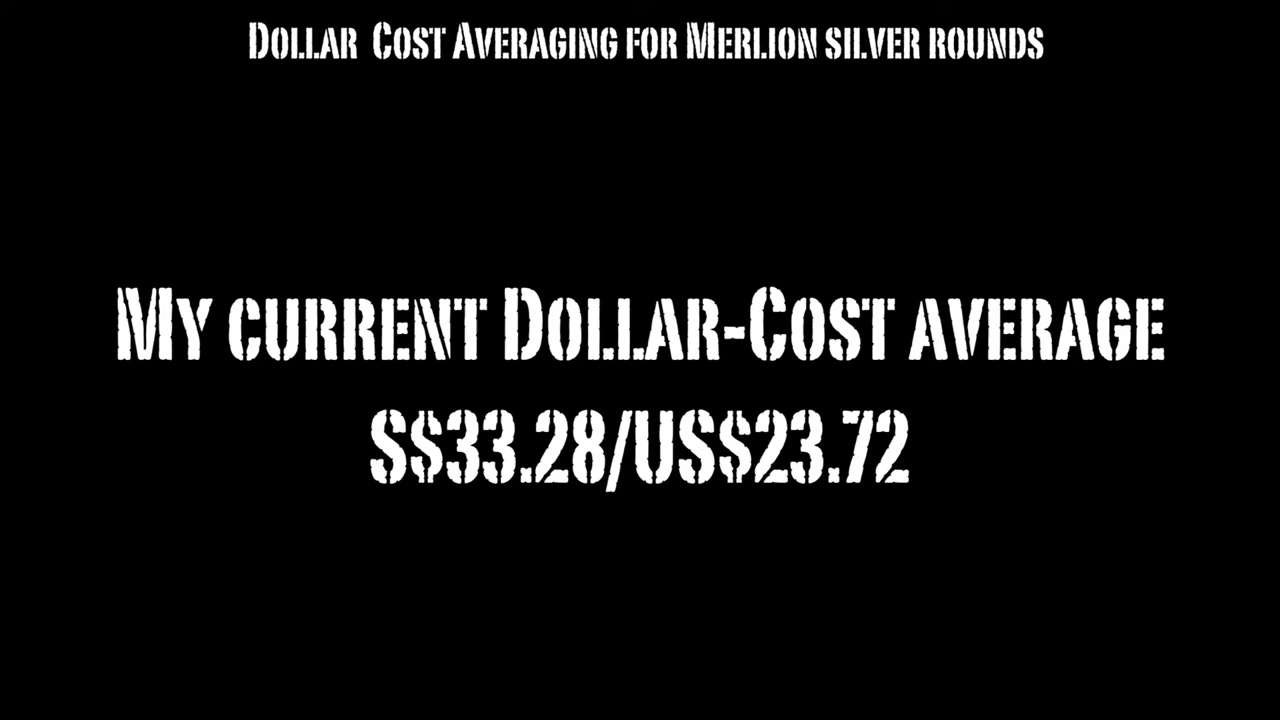 Dollar Cost Averaging for Merlion silver rounds
My current Dollar-Cost average
S$33.28/US$23.72